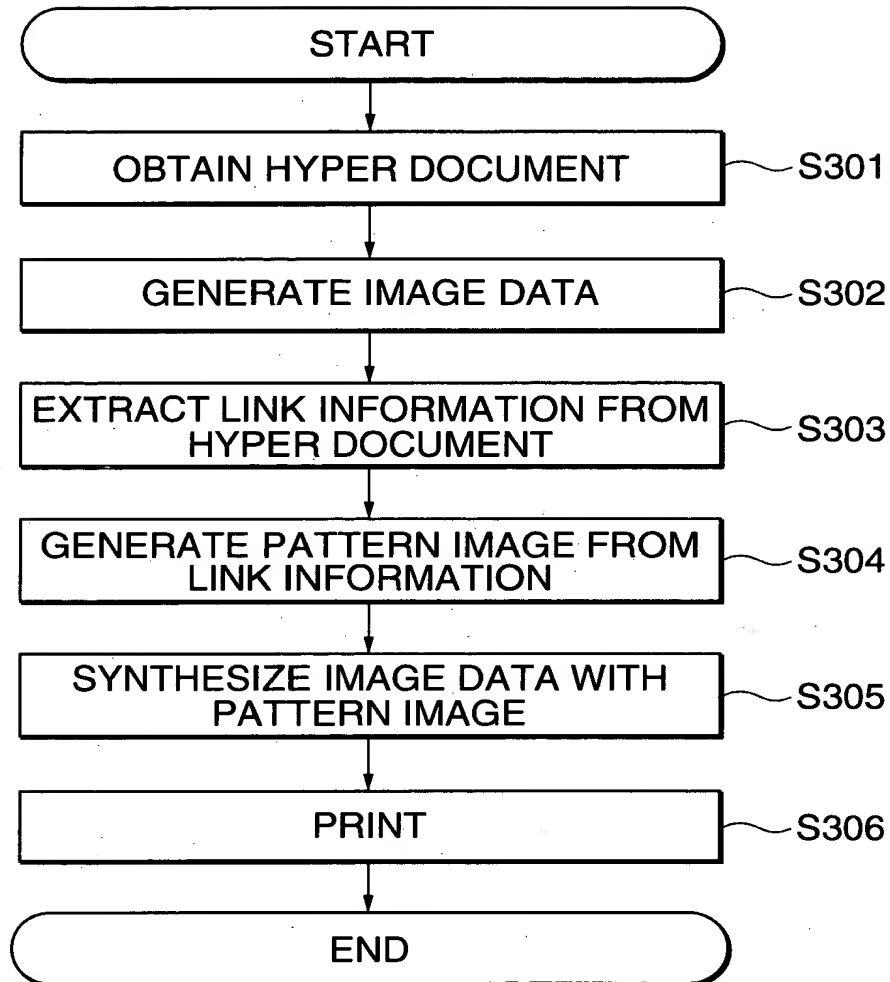 START
OBTAIN HYPER DOCUMENT
S301
GENERATE IMAGE DATA
S302
EXTRACT LINK INFORMATION FROM
HYPER DOCUMENT
S303
GENERATE PATTERN IMAGE FROM
LINK INFORMATION
S304
SYNTHESIZE IMAGE DATA WITH
PATTERN IMAGE
S305
PRINT
S306
END